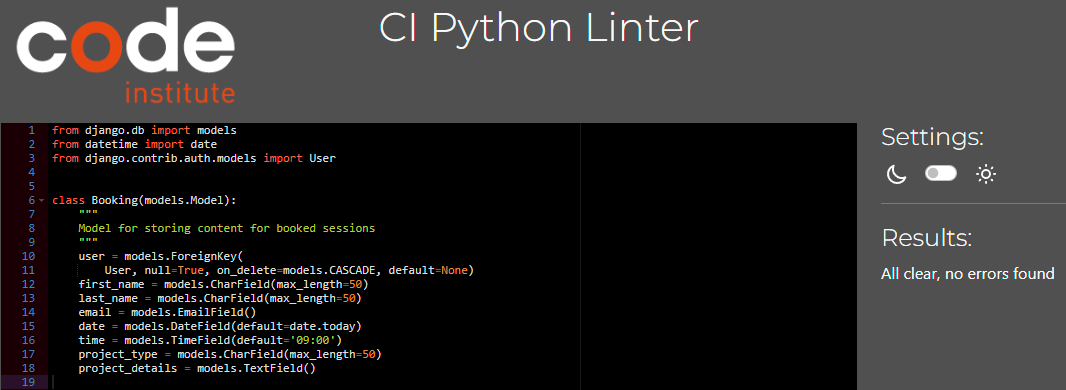 code
institute
CI Python Linter
1 from django.db import models
2 from datetime import date
3 from django.contrib.auth.models import User
4
5
6 class Booking(models.Model):
7     """
8     Model for storing content for booked sessions
9     """
10     user = models.ForeignKey(
11         User, null=True, on_delete=models.CASCADE, default=None)
12     first_name = models.CharField(max_length=50)
13     last_name = models.CharField(max_length=50)
14     email = models.EmailField()
15     date = models.DateField(default=date.today)
16     time = models.TimeField(default='09:00')
17     project_type = models.CharField(max_length=50)
18     project_details = models.TextField()
19
Settings:
Results:
All clear, no errors found